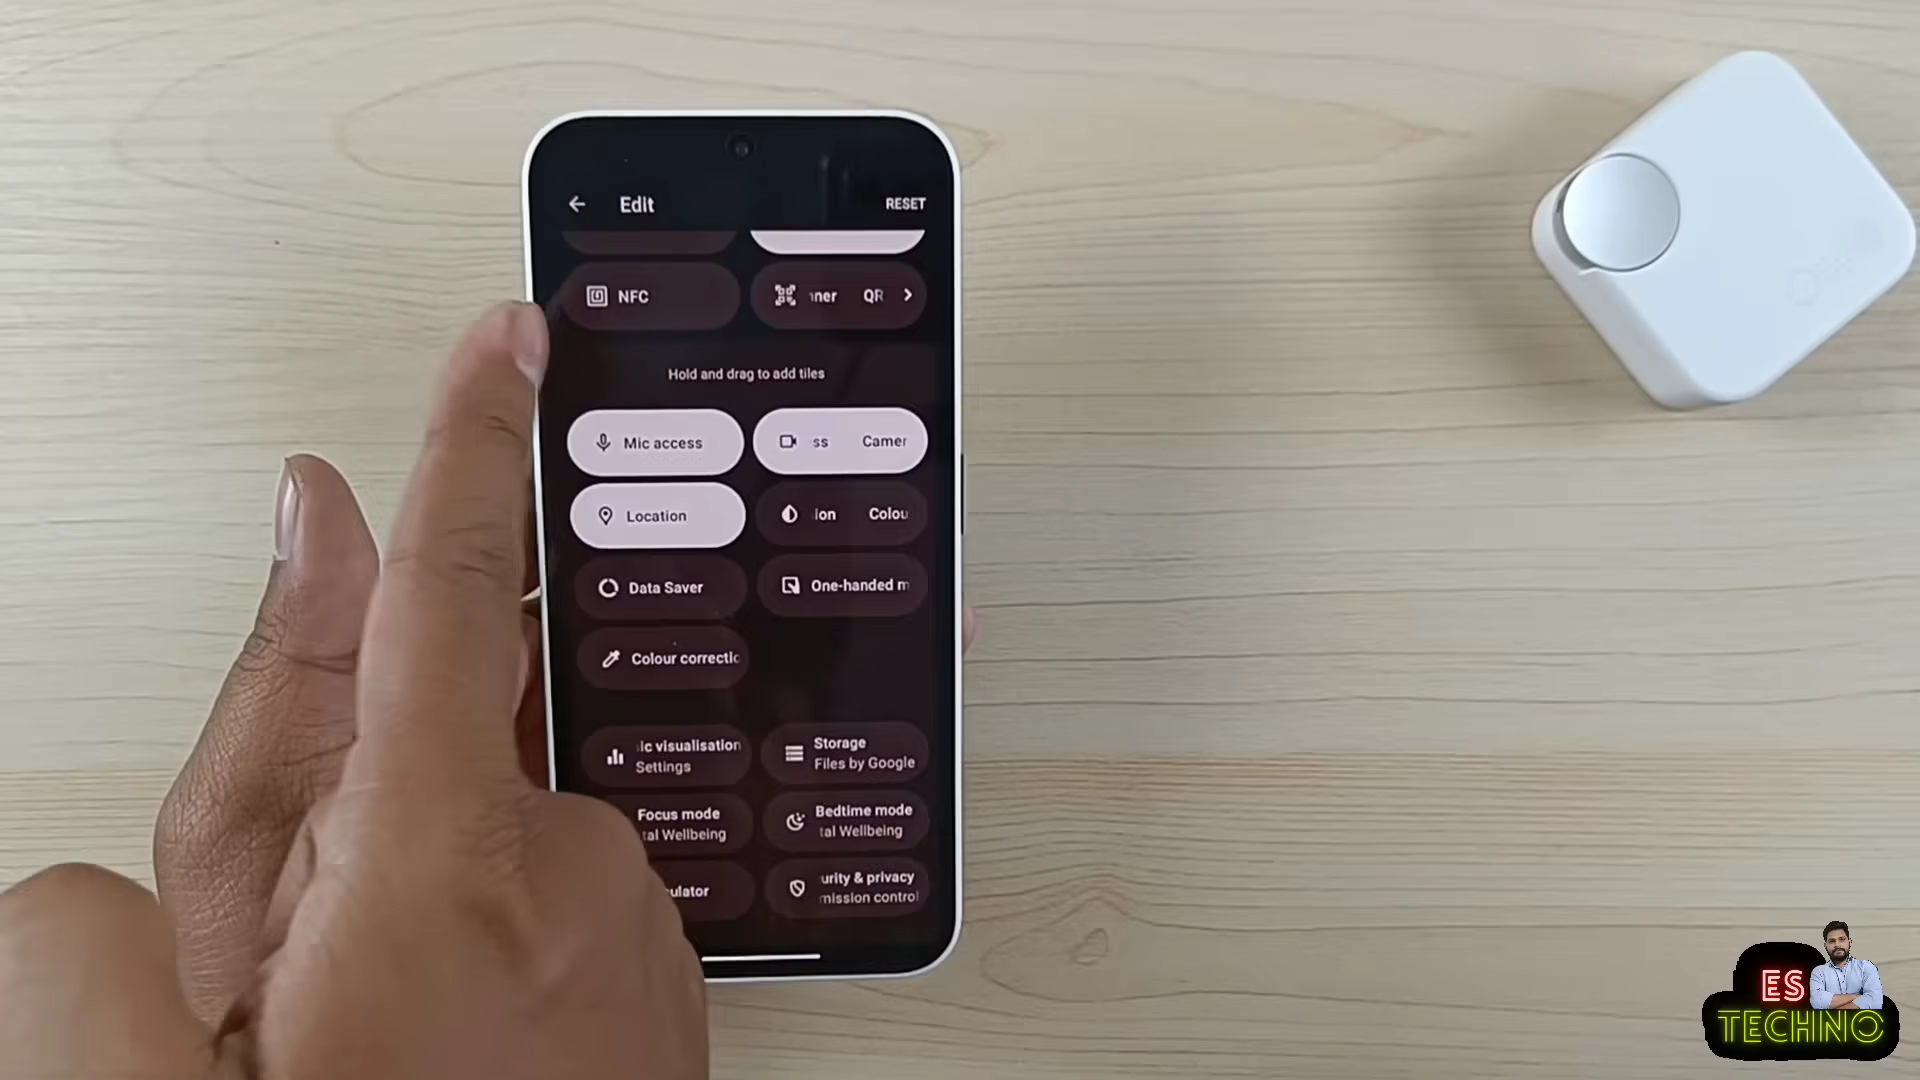 Edit
RESET
NFC
nner QR
Hold and drag to add tiles
Mic access
ss Camer
Location
ion Colou
Data Saver
One-handed m
Colour correctic
ic visualisation
Settings
Storage
Files by Google
Focus mode
tal Wellbeing
Bedtime mode
tal Wellbeing
ulator
urity & privacy
mission control
ES
TECHNO